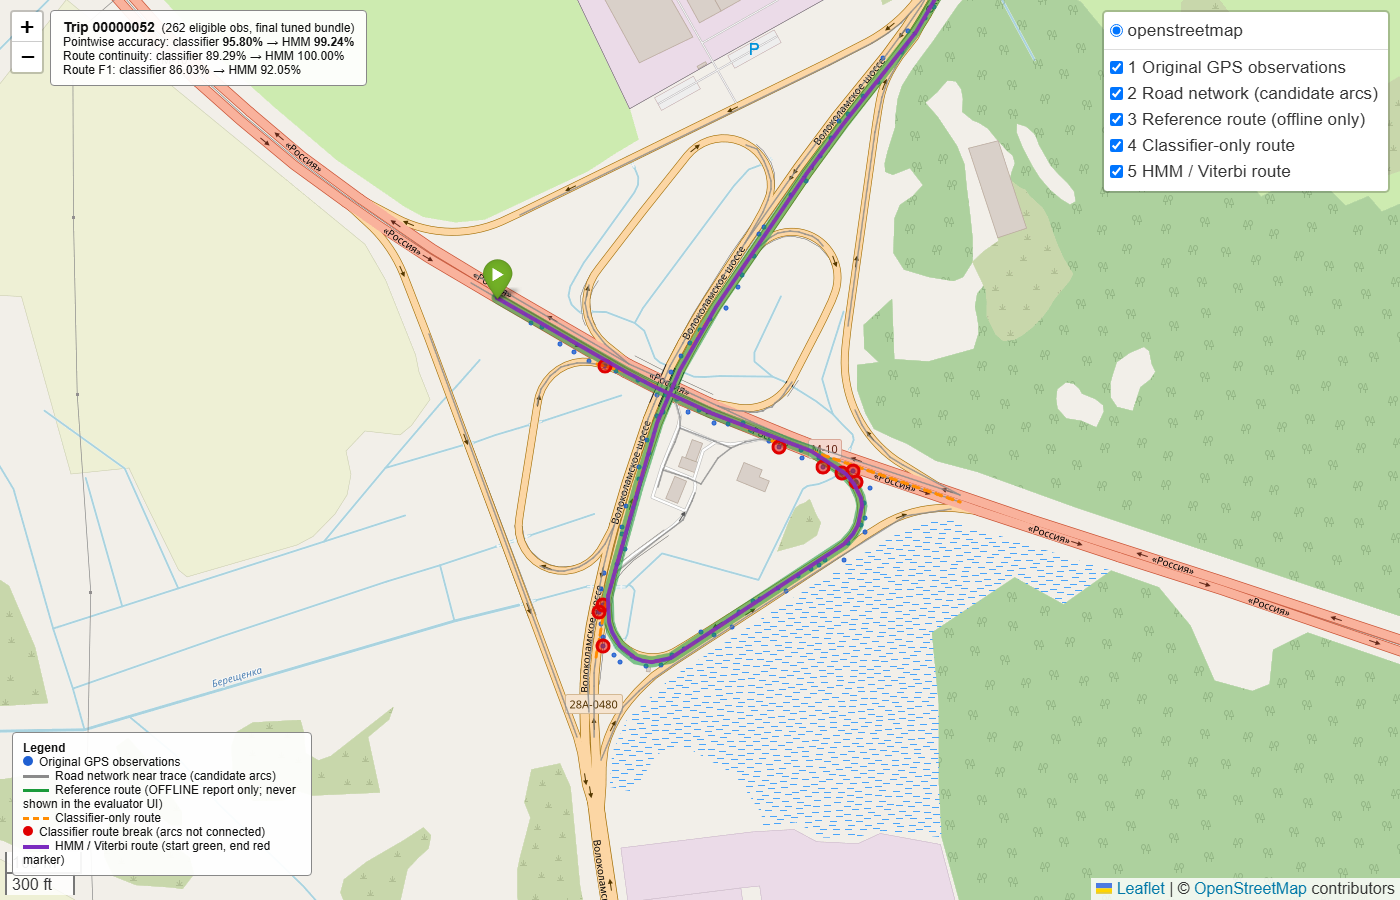 +
−
Trip 00000052 (262 eligible obs, final tuned bundle)
Pointwise accuracy: classifier 95.80% → HMM 99.24%
Route continuity: classifier 89.29% → HMM 100.00%
Route F1: classifier 86.03% → HMM 92.05%
openstreetmap
1 Original GPS observations
2 Road network (candidate arcs)
3 Reference route (offline only)
4 Classifier-only route
5 HMM / Viterbi route
P
Волоколамское шоссе
«Россия»
«Россия»
Волоколамское шоссе
«Россия»
Волоколамское шоссе
М-10
«Россия»
«Россия»
«Россия»
«Россия»
Волоколамское шоссе
Берещенка
28А-0480
Волоколамс
Legend
Original GPS observations
Road network near trace (candidate arcs)
Reference route (OFFLINE report only; never
shown in the evaluator UI)
Classifier-only route
Classifier route break (arcs not connected)
HMM / Viterbi route (start green, end red
marker)
300 ft
Leaflet | © OpenStreetMap contributors